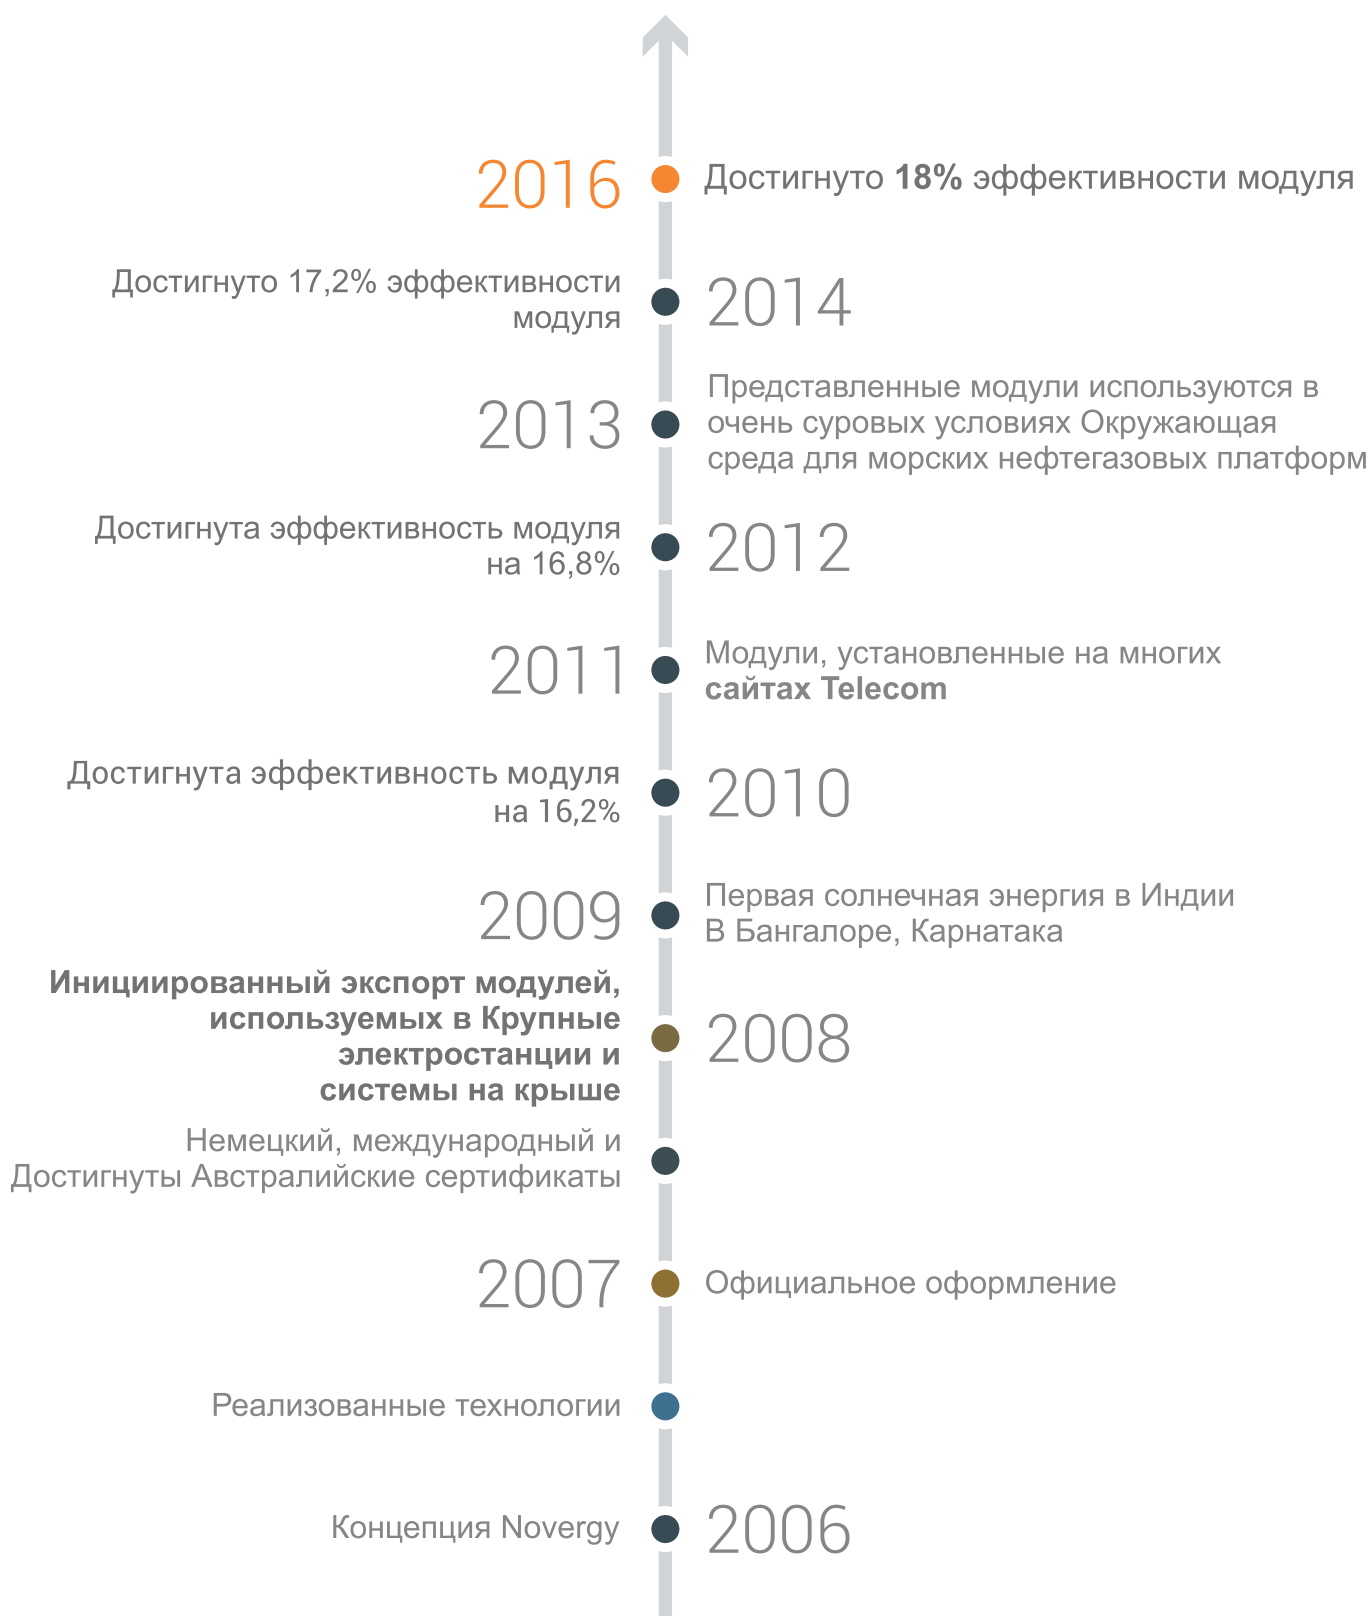 2016
Достигнуто 18% эффективности модуля
Достигнуто 17,2% эффективности
модуля
2014
2013
Представленные модули используются в
очень суровых условиях Окружающая
среда для морских нефтегазовых платформ
Достигнута эффективность модуля
на 16,8%
2012
2011
Модули, установленные на многих
сайтах Telecom
Достигнута эффективность модуля
на 16,2%
2010
2009
Первая солнечная энергия в Индии
В Бангалоре, Карнатака
Инициированный экспорт модулей,
используемых в Крупные
электростанции и
системы на крыше
2008
Немецкий, международный и
Достигнуты Австралийские сертификаты
2007
Официальное оформление
Реализованные технологии
Концепция Novergy
2006